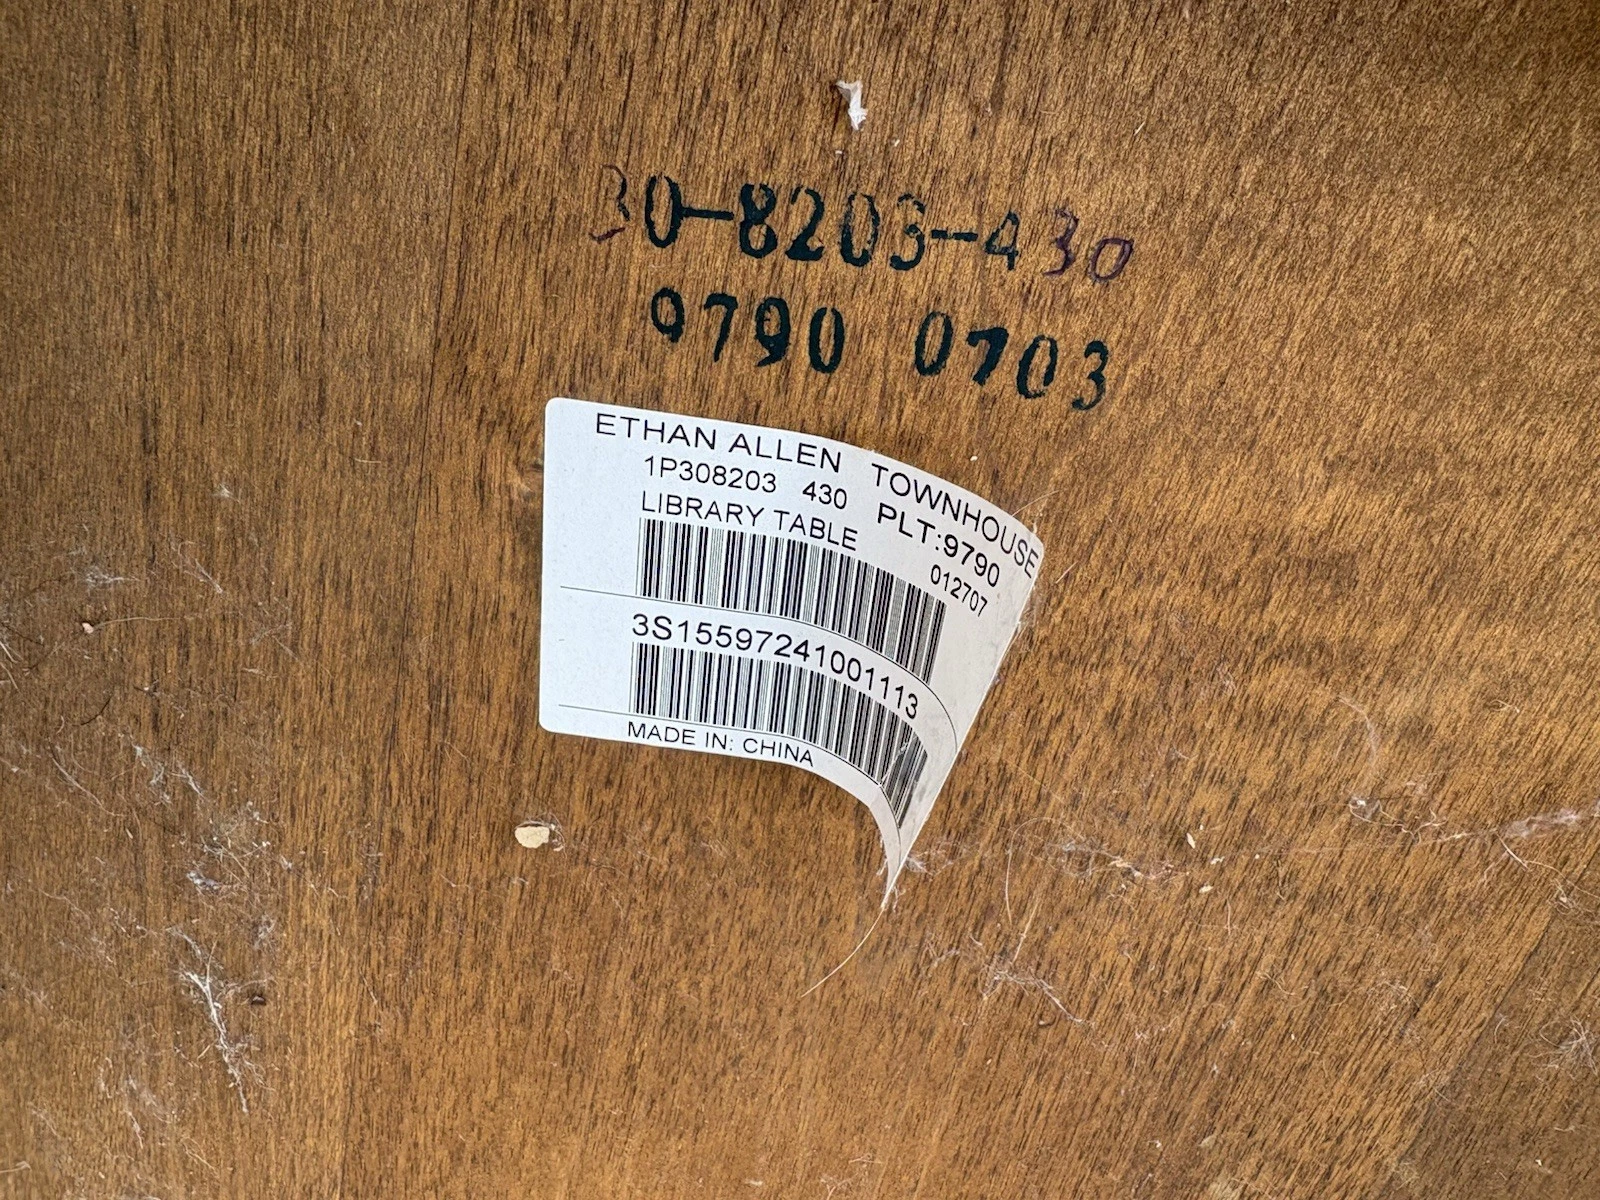 30-8203-430
9790 0703
ETHAN ALLEN TOWNHOUSE
1P308203 430 PLT:9790
LIBRARY TABLE 012707
3S15597241001113
MADE IN: CHINA